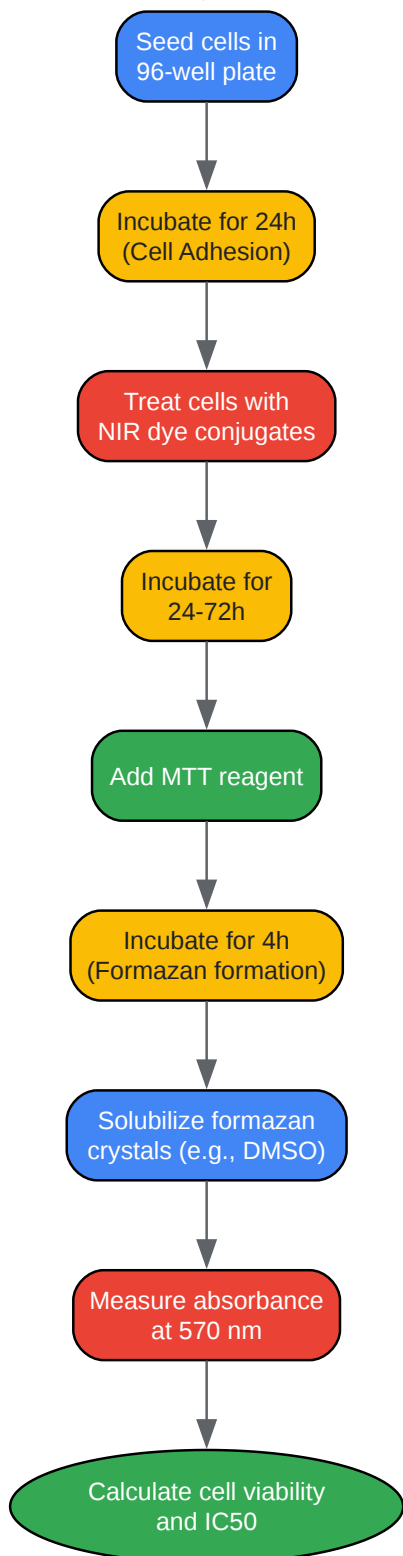 Seed cells in
96-well plate
Incubate for 24h
(Cell Adhesion)
Treat cells with
NIR dye conjugates
Incubate for
24-72h
Add MTT reagent
Incubate for 4h
(Formazan formation)
Solubilize formazan
crystals (e.g., DMSO)
Measure absorbance
at 570 nm
Calculate cell viability
and IC50